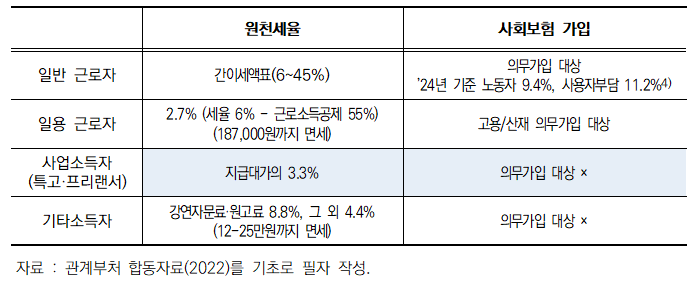 원천세율 사회보험 가입
일반 근로자 간이세액표(6~45%) 의무가입 대상
'24년 기준 노동자 9.4%, 사용자부담 11.2%4)
일용 근로자 2.7% (세율 6% - 근로소득공제 55%)
(187,000원까지 면세) 고용/산재 의무가입 대상
사업소득자
(특고·프리랜서) 지급대가의 3.3% 의무가입 대상 ×
기타소득자 강연자문료·원고료 8.8%, 그 외 4.4%
(12-25만원까지 면세) 의무가입 대상 ×
자료 : 관계부처 합동자료(2022)를 기초로 필자 작성.